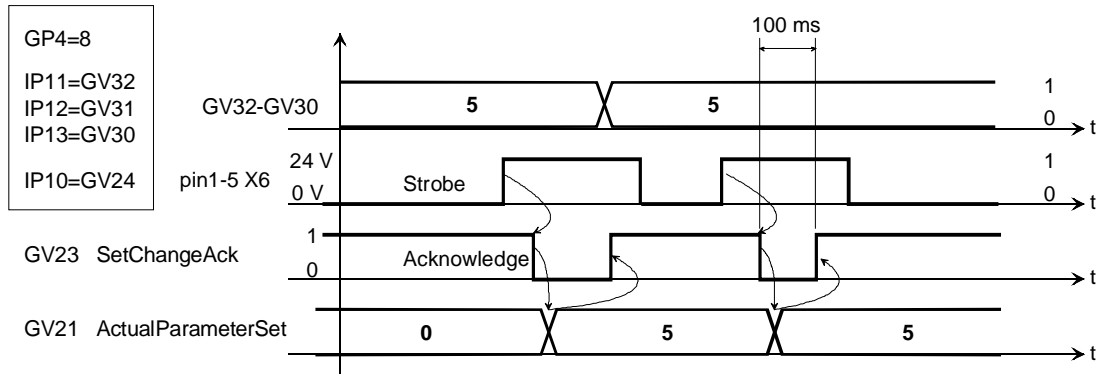 GP4=8
IP11=GV32
IP12=GV31
IP13=GV30
IP10=GV24
100 ms
GV32-GV30
5
5
1
0
t
pin1-5 X6
24 V
0 V
Strobe
1
0
t
GV23 SetChangeAck
1
0
Acknowledge
t
GV21 ActualParameterSet
0
5
5
t